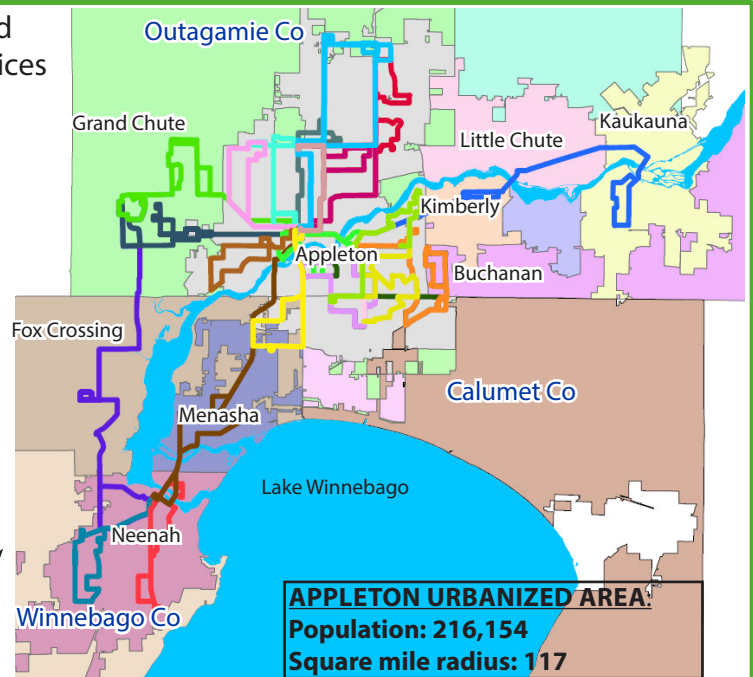 d
ices
Outagamie Co
Grand Chute
Little Chute
Kaukauna
Kimberly
Appleton
Buchanan
Fox Crossing
Calumet Co
Menasha
Lake Winnebago
Neenah
y
Winnebago Co
APPLETON URBANIZED AREA:
Population: 216,154
Square mile radius: 117